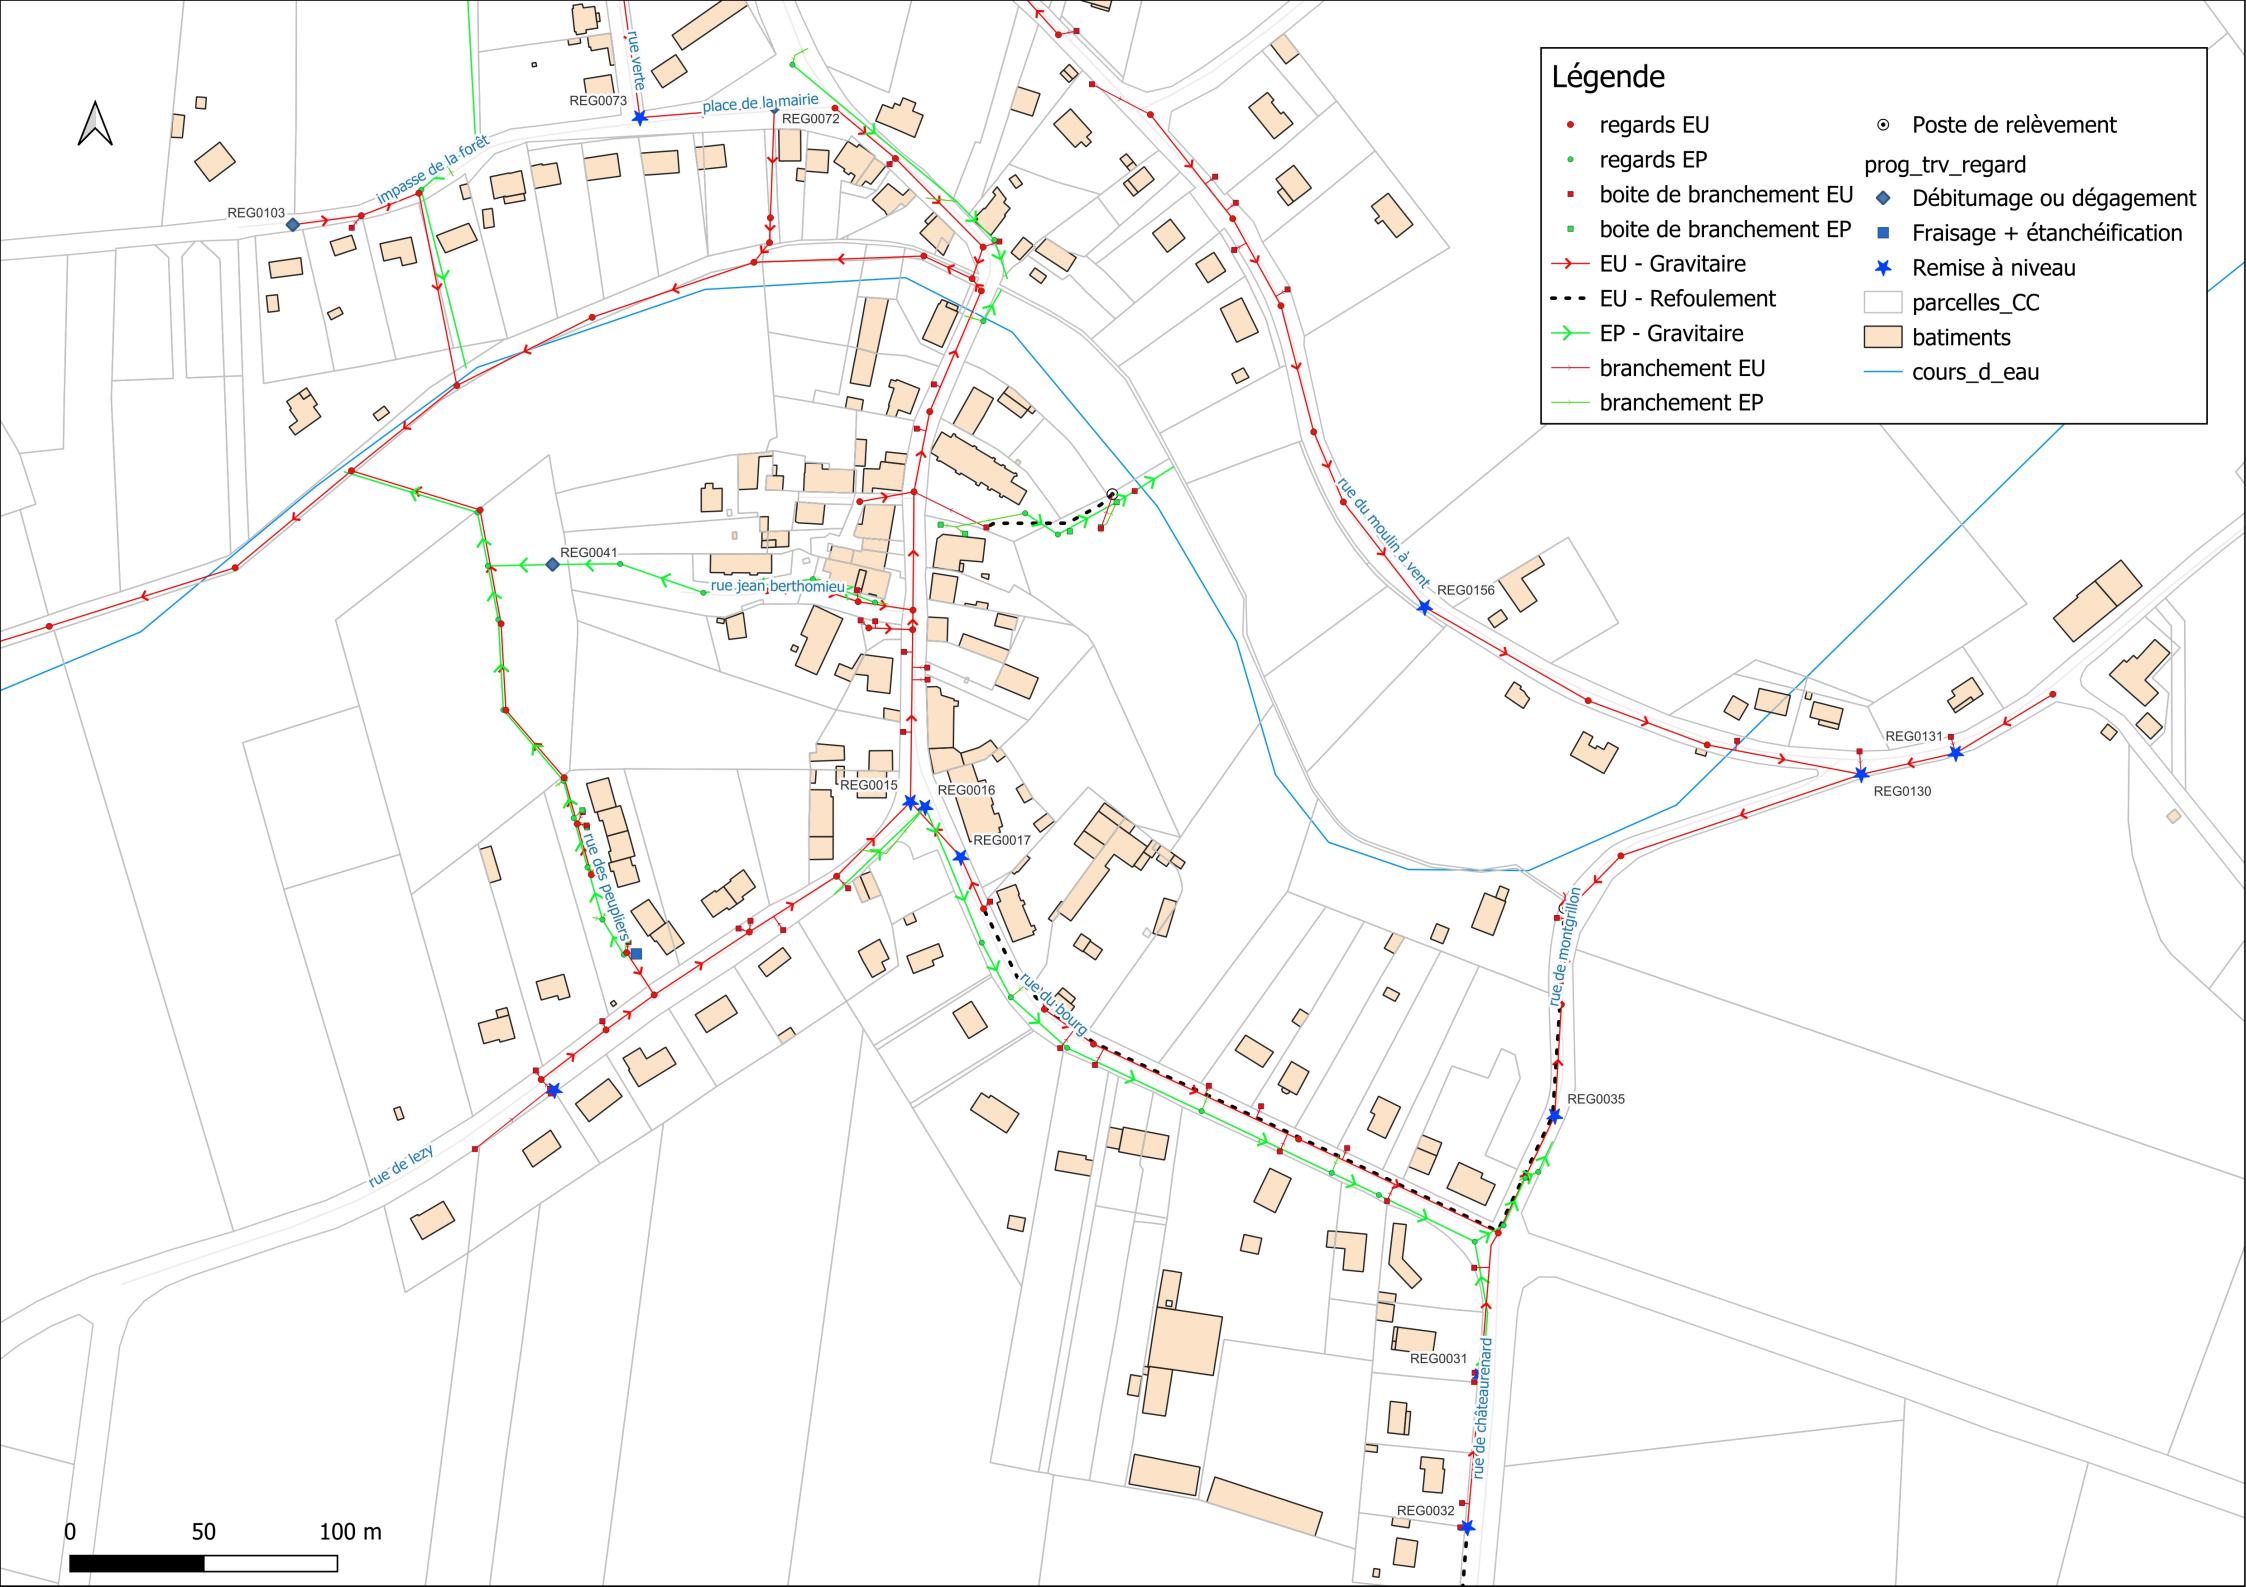 rue verte
REG0073
place de la mairie
REG0072
impasse de la forêt
REG0103
Légende
regards EU
regards EP
boite de branchement EU
boite de branchement EP
EU - Gravitaire
EU - Refoulement
EP - Gravitaire
branchement EU
branchement EP
Poste de relèvement
prog_trv_regard
Débitumage ou dégagement
Fraisage + étanchéification
Remise à niveau
parcelles_CC
batiments
cours_d_eau
rue du moulin à vent
REG0041
rue jean berthomieu
REG0156
REG0131
REG0130
REG0015
REG0016
REG0017
rue des peupliers
rue du bourg
rue de montgrillon
REG0035
rue de lezy
REG0031
rue de châteaurenard
REG0032
0 50 100 m